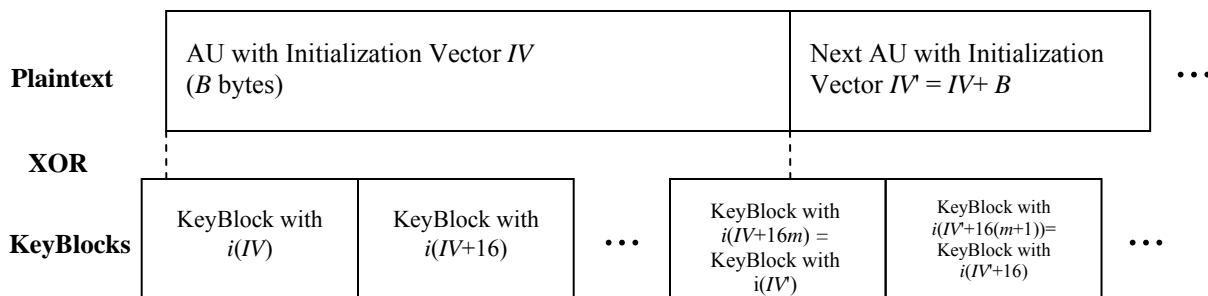 AU with Initialization Vector IV
(B bytes)
Next AU with Initialization
Vector IV' = IV+ B
Plaintext
...
XOR
KeyBlocks
KeyBlock with
i(IV)
KeyBlock with
i(IV+16)
...
KeyBlock with
i(IV+16m) =
KeyBlock with
i(IV')
KeyBlock with
i(IV'+16(m+1))=
KeyBlock with
i(IV'+16)
...